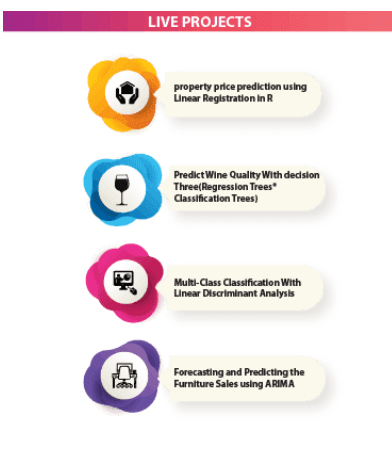 LIVE PROJECTS
property price prediction using
Linear Registration in R
Predict Wine Quality With decision
Three(Regression Trees*
Classification Trees)
Multi-Class Classification With
Linear Discriminant Analysis
Forecasting and Predicting the
Furniture Sales using ARIMA